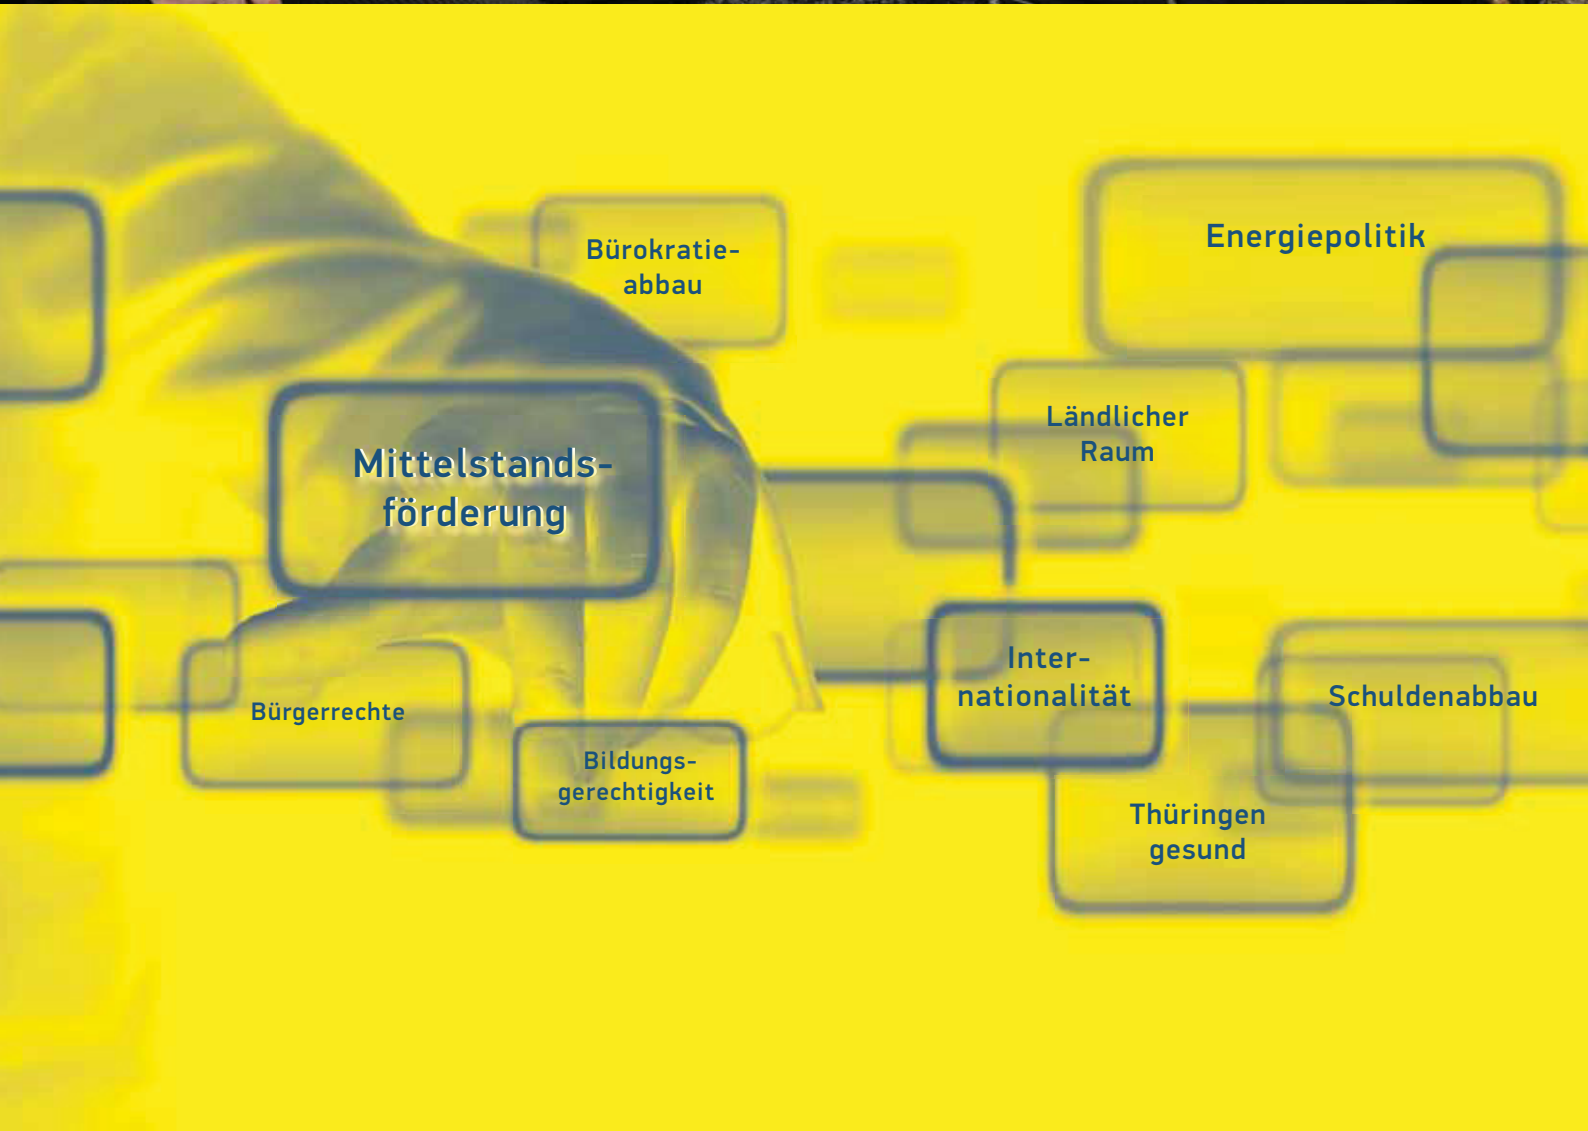 Bürokratie-
abbau
Energiepolitik
Ländlicher
Raum
Mittelstands-
förderung
Inter-
nationalität
Schuldenabbau
Bürgerrechte
Bildungs-
gerechtigkeit
Thüringen
gesund